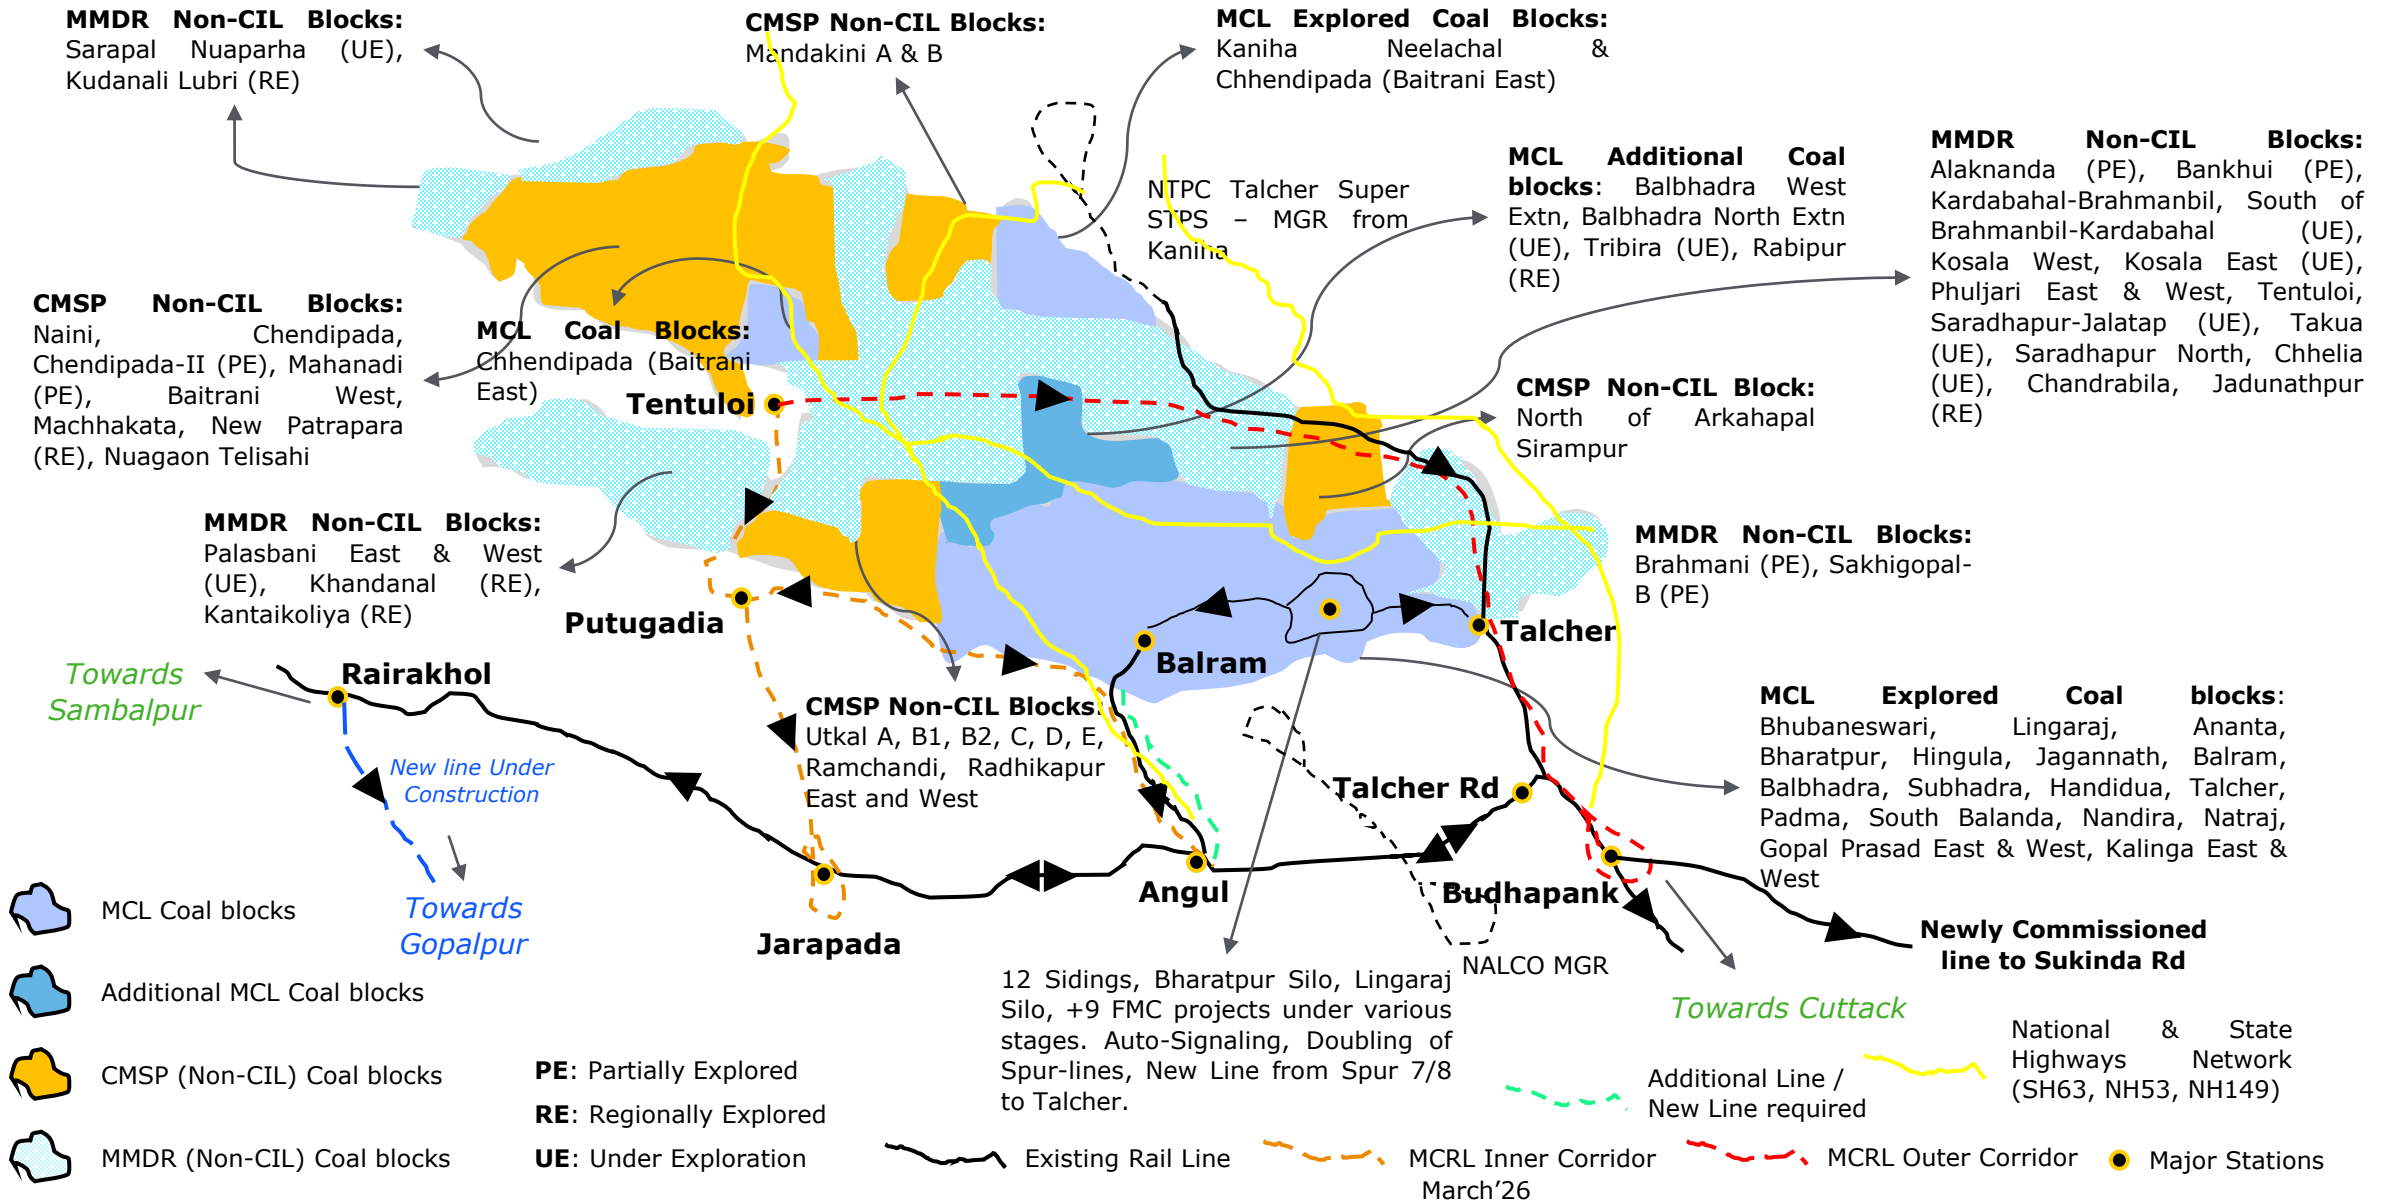 MMDR Non-CIL Blocks:
Sarapal Nuaparha (UE),
Kudanali Lubri (RE)
CMSP Non-CIL Blocks:
Mandakini A & B
MCL Explored Coal Blocks:
Kaniha Neelachal &
Chhendipada (Baitrani East)
NTPC Talcher Super
STPS – MGR from
Kaniha
MCL Additional Coal
blocks: Balbhadra West
Extn, Balbhadra North Extn
(UE), Tribira (UE), Rabipur
(RE)
MMDR Non-CIL Blocks:
Alaknanda (PE), Bankhui (PE),
Kardabahal-Brahmanbil, South of
Brahmanbil-Kardabahal (UE),
Kosala West, Kosala East (UE),
Phuljari East & West, Tentuloi,
Saradhapur-Jalatap (UE), Takua
(UE), Saradhapur North, Chhelia
(UE), Chandrabila, Jadunathpur
(RE)
CMSP Non-CIL Blocks:
Naini, Chendipada,
Chendipada-II (PE), Mahanadi
(PE), Baitrani West,
Machhakata, New Patrapara
(RE), Nuagaon Telisahi
MCL Coal Blocks:
Chhendipada (Baitrani
East)
Tentuloi
CMSP Non-CIL Block:
North of Arkahapal
Sirampur
MMDR Non-CIL Blocks:
Palasbani East & West
(UE), Khandanal (RE),
Kantaikoliya (RE)
MMDR Non-CIL Blocks:
Brahmani (PE), Sakhigopal-
B (PE)
Putugadia
Talcher
Balram
Towards
Sambalpur
Rairakhol
CMSP Non-CIL Blocks:
Utkal A, B1, B2, C, D, E,
Ramchandi, Radhikapur
East and West
MCL Explored Coal blocks:
Bhubaneswari, Lingaraj, Ananta,
Bharatpur, Hingula, Jagannath, Balram,
Balbhadra, Subhadra, Handidua, Talcher,
Padma, South Balanda, Nandira, Natraj,
Gopal Prasad East & West, Kalinga East &
West
New line Under
Construction
Talcher Rd
Towards
Gopalpur
Jarapada
Angul
Budhapank
Newly Commissioned
line to Sukinda Rd
NALCO MGR
12 Sidings, Bharatpur Silo, Lingaraj
Silo, +9 FMC projects under various
stages. Auto-Signaling, Doubling of
Spur-lines, New Line from Spur 7/8
to Talcher.
Towards Cuttack
MCL Coal blocks
Additional MCL Coal blocks
CMSP (Non-CIL) Coal blocks
MMDR (Non-CIL) Coal blocks
PE: Partially Explored
RE: Regionally Explored
UE: Under Exploration
Additional Line /
New Line required
National & State
Highways Network
(SH63, NH53, NH149)
Existing Rail Line
MCRL Inner Corridor
March'26
MCRL Outer Corridor
Major Stations